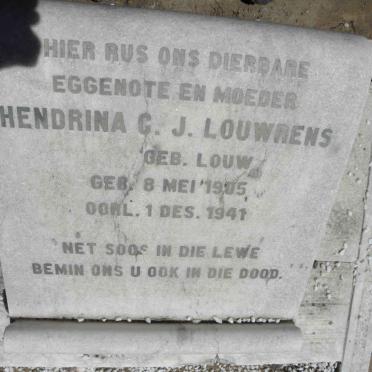 HIER RUS ONS DIERBARE
EGGENOTE EN MOEDER
HENDRINA C. J. LOUWRENS
GEB. LOUW
GEB. 8 MEI 1905
OORL. 1 DES. 1941
NET SOOS IN DIE LEWE
BEMIN ONS U OOK IN DIE DOOD.